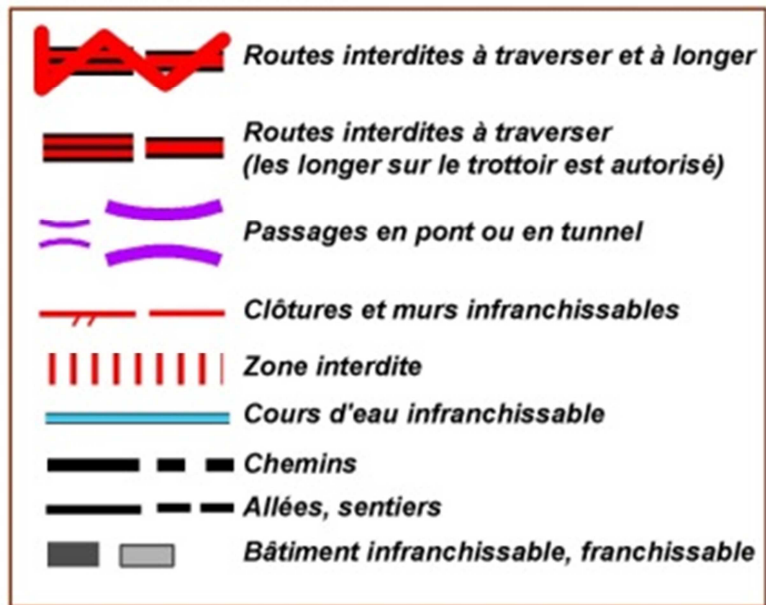 Routes interdites à traverser et à longer
Routes interdites à traverser
(les longer sur le trottoir est autorisé)
Passages en pont ou en tunnel
Clôtures et murs infranchissables
Zone interdite
Cours d'eau infranchissable
Chemins
Allées, sentiers
Bâtiment infranchissable, franchissable